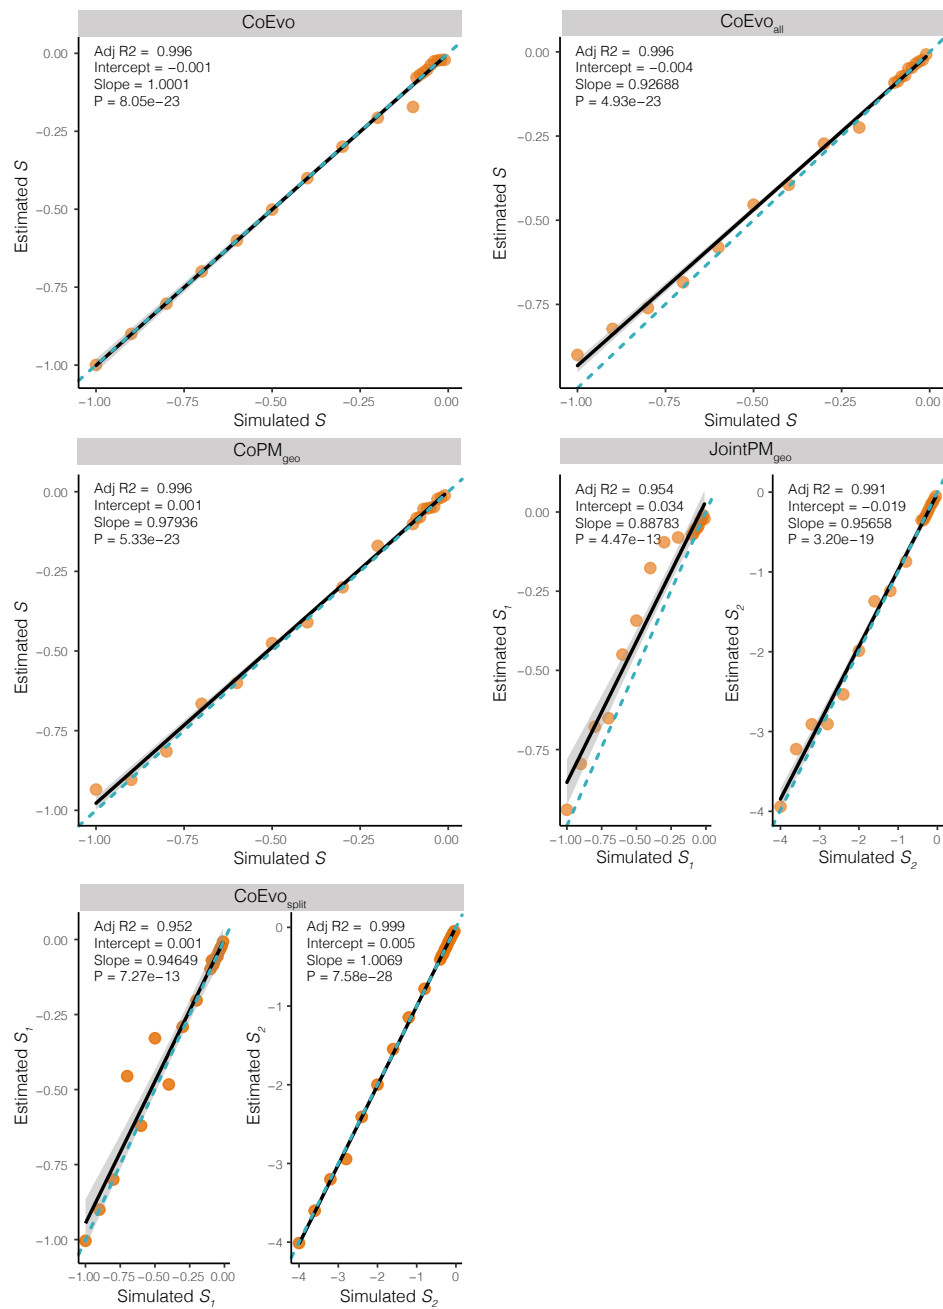 CoEvo
Adj R2 = 0.996
Intercept = −0.001
Slope = 1.0001
P = 8.05e−23
0.00
−0.25
−0.50
−0.75
−1.00
Estimated S
−1.00 −0.75 −0.50 −0.25 0.00
Simulated S
CoEvoall
Adj R2 = 0.996
Intercept = −0.004
Slope = 0.92688
P = 4.93e−23
0.00
−0.25
−0.50
−0.75
Estimated S
−1.00 −0.75 −0.50 −0.25 0.00
Simulated S
CoPMgeo
Adj R2 = 0.996
Intercept = 0.001
Slope = 0.97936
P = 5.33e−23
0.00
−0.25
−0.50
−0.75
−1.00
Estimated S
−1.00 −0.75 −0.50 −0.25 0.00
Simulated S
JointPMgeo
Adj R2 = 0.954
Intercept = 0.034
Slope = 0.88783
P = 4.47e−13
0.00
−0.25
−0.50
−0.75
Estimated S1
−1.00 −0.75 −0.50 −0.25 0.00
Simulated S1
Adj R2 = 0.991
Intercept = −0.019
Slope = 0.95658
P = 3.20e−19
0
−1
−2
−3
−4
Estimated S2
−4 −3 −2 −1 0
Simulated S2
CoEvosplit
Adj R2 = 0.952
Intercept = 0.001
Slope = 0.94649
P = 7.27e−13
0.00
−0.25
−0.50
−0.75
−1.00
Estimated S1
−1.00 −0.75 −0.50 −0.25 0.00
Simulated S1
Adj R2 = 0.999
Intercept = 0.005
Slope = 1.0069
P = 7.58e−28
0
−1
−2
−3
−4
Estimated S2
−4 −3 −2 −1 0
Simulated S2